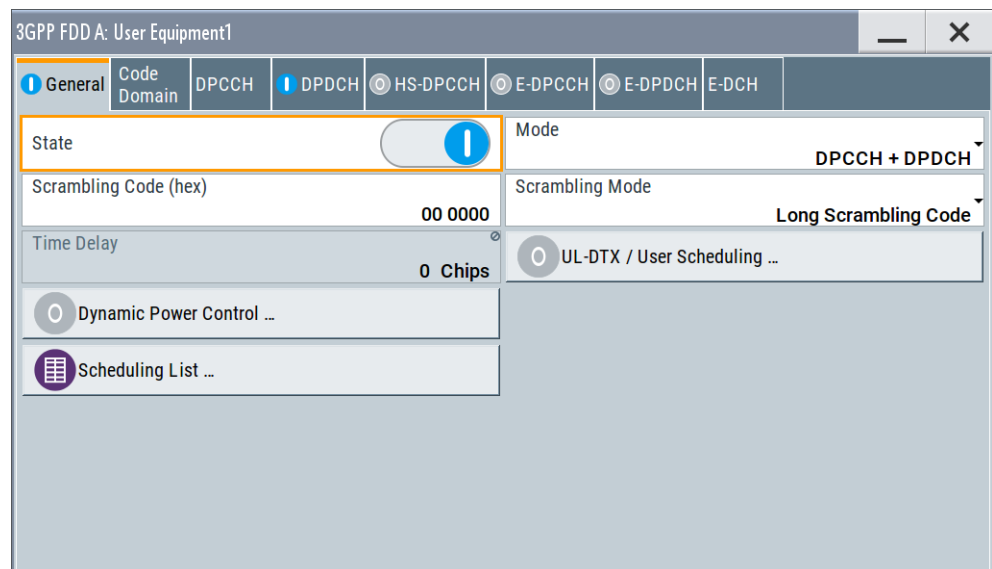 3GPP FDD A: User Equipment1
General
Code
Domain
DPCCH
DPDCH
HS-DPCCH
E-DPCCH
E-DPDCH
E-DCH
State
Mode
DPCCH + DPDCH
Scrambling Code (hex)
00 0000
Scrambling Mode
Long Scrambling Code
Time Delay
0 Chips
UL-DTX / User Scheduling ...
Dynamic Power Control ...
Scheduling List ...